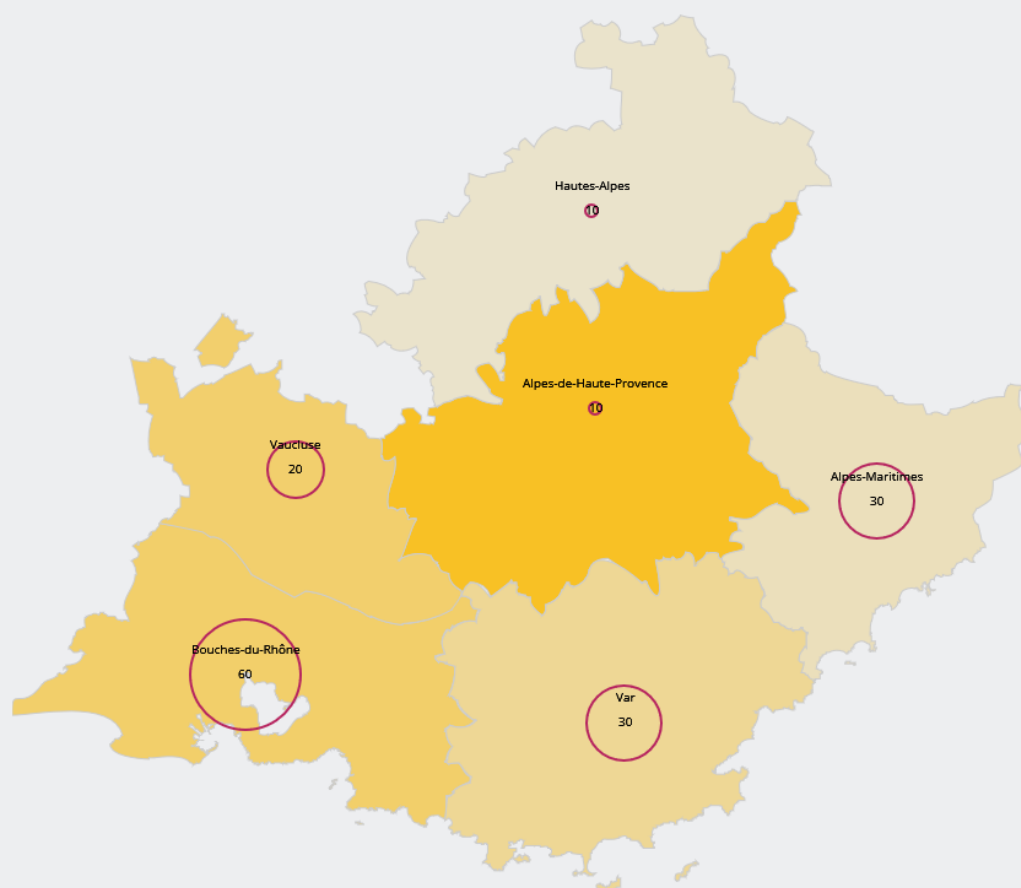 Hautes-Alpes
10
Alpes-de-Haute-Provence
10
Vaucluse
20
Alpes-Maritimes
30
Bouches-du-Rhône
60
Var
30